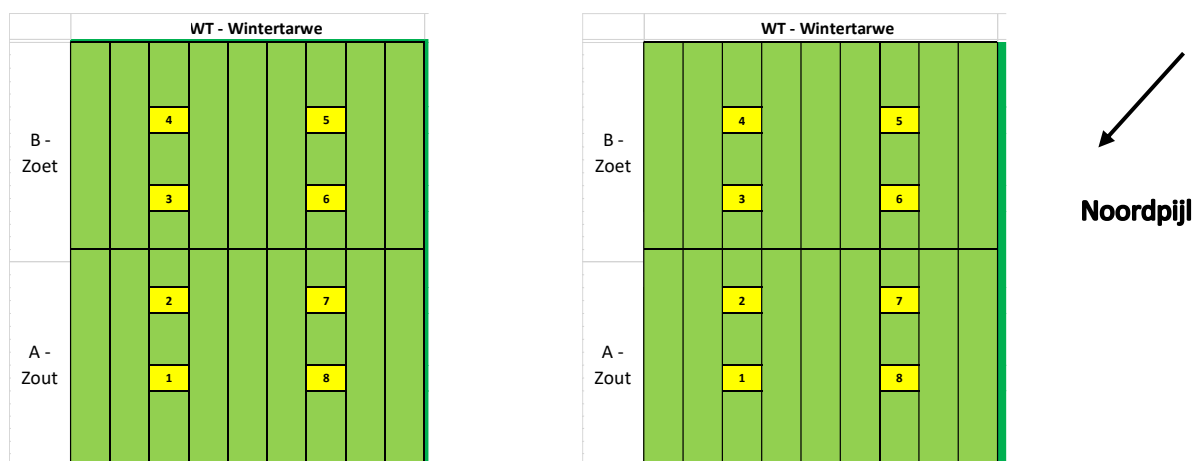 WT - Wintertarwe
B -
Zoet
4 5
3 6
A -
Zout
2 7
1 8
WT - Wintertarwe
B -
Zoet
4 5
3 6
A -
Zout
2 7
1 8
Noordpijl